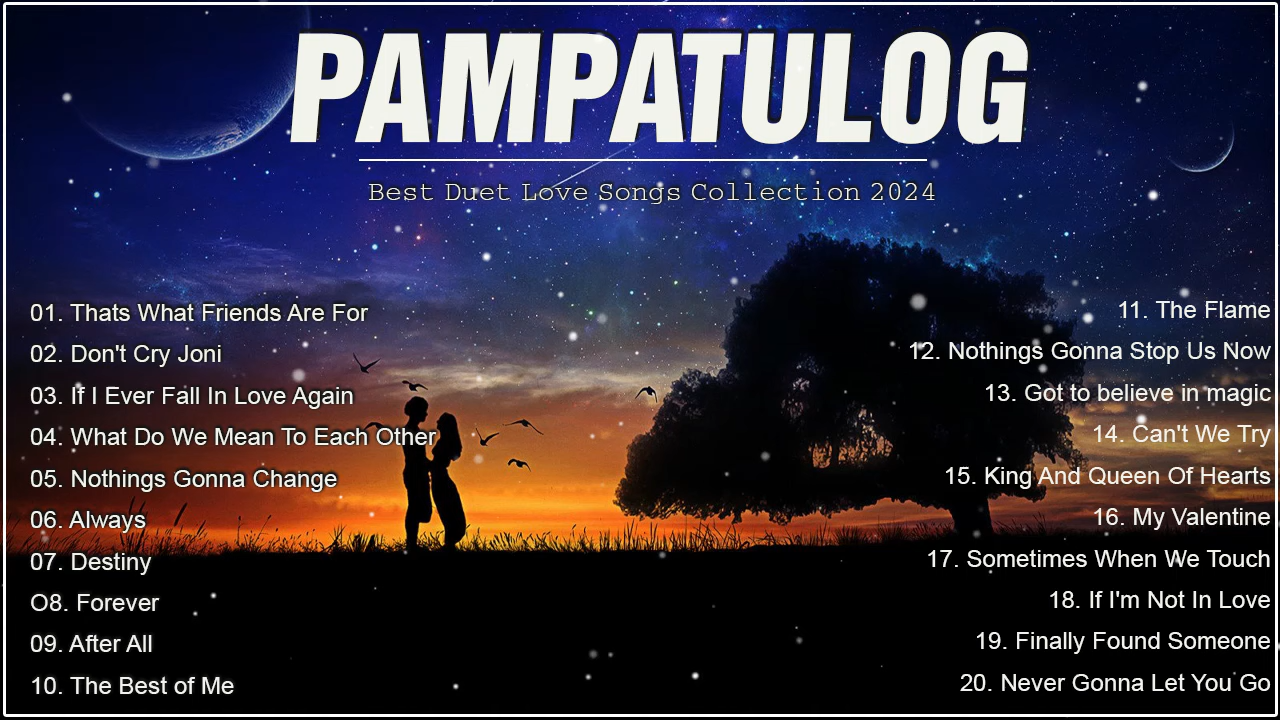 PAMPATULOG
Best Duet Love Songs Collection 2024
01. Thats What Friends Are For
02. Don't Cry Joni
03. If I Ever Fall In Love Again
04. What Do We Mean To Each Other
05. Nothings Gonna Change
06. Always
07. Destiny
O8. Forever
09. After All
10. The Best of Me
11. The Flame
12. Nothings Gonna Stop Us Now
13. Got to believe in magic
14. Can't We Try
15. King And Queen Of Hearts
16. My Valentine
17. Sometimes When We Touch
18. If I'm Not In Love
19. Finally Found Someone
20. Never Gonna Let You Go